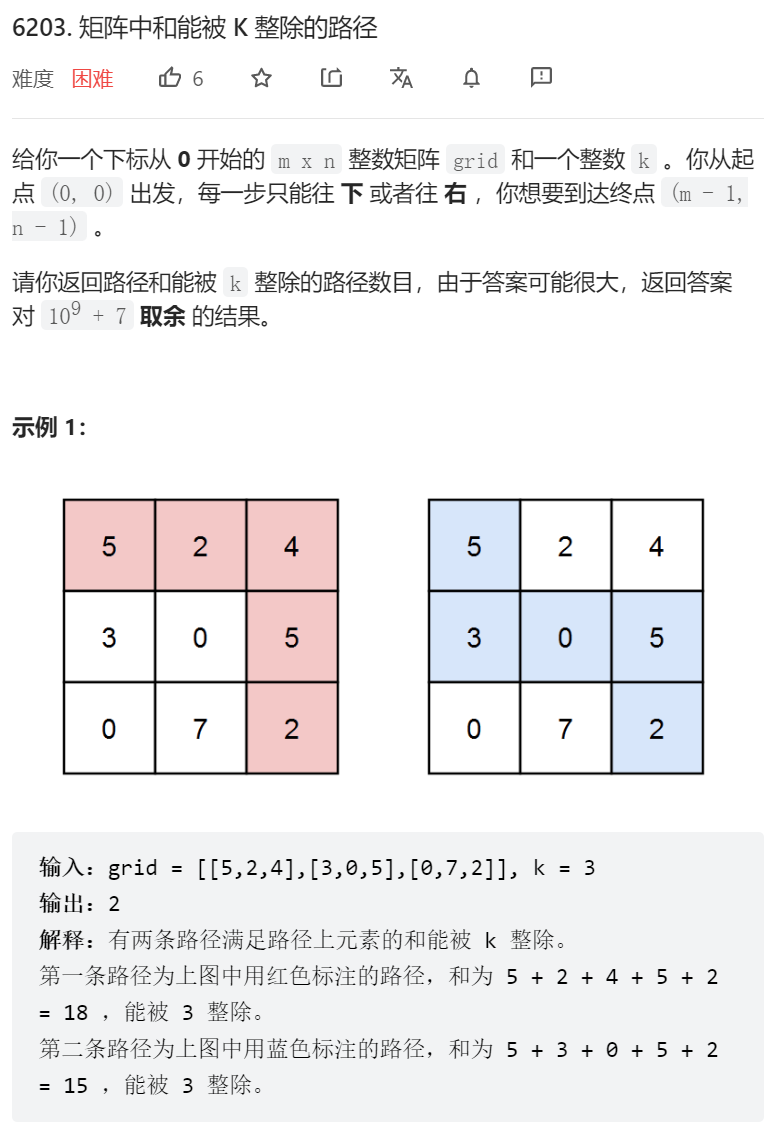 6203. 矩阵中和能被 K 整除的路径
难度 困难 6
给你一个下标从 0 开始的 m x n 整数矩阵 grid 和一个整数 k 。你从起
点 (0, 0) 出发，每一步只能往 下 或者往 右 ，你想要到达终点 (m - 1,
n - 1) 。
请你返回路径和能被 k 整除的路径数目，由于答案可能很大，返回答案
对 10⁹ + 7 取余 的结果。
示例 1：
5 2 4 5 2 4
3 0 5 3 0 5
0 7 2 0 7 2
输入：grid = [[5,2,4],[3,0,5],[0,7,2]], k = 3
输出：2
解释：有两条路径满足路径上元素的和能被 k 整除。
第一条路径为上图中用红色标注的路径，和为 5 + 2 + 4 + 5 + 2
= 18 ，能被 3 整除。
第二条路径为上图中用蓝色标注的路径，和为 5 + 3 + 0 + 5 + 2
= 15 ，能被 3 整除。